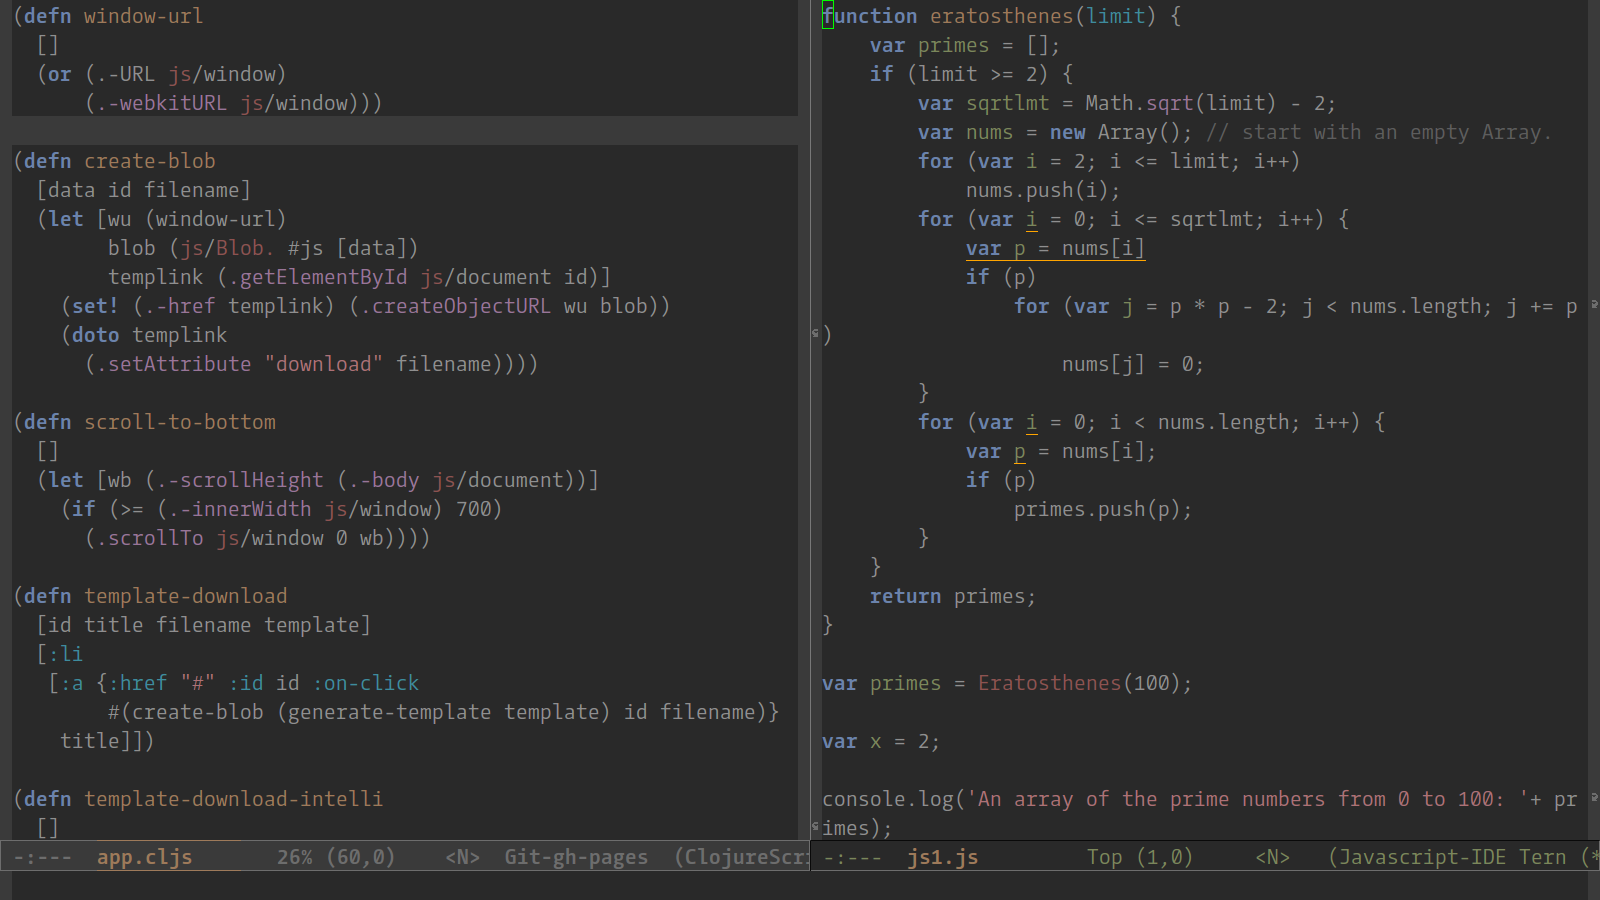 (defn window-url
  []
  (or (.-URL js/window)
      (.-webkitURL js/window)))

(defn create-blob
  [data id filename]
  (let [wu (window-url)
        blob (js/Blob. #js [data])
        templink (.getElementById js/document id)]
    (set! (.-href templink) (.createObjectURL wu blob))
    (doto templink
      (.setAttribute "download" filename))))

(defn scroll-to-bottom
  []
  (let [wb (.-scrollHeight (.-body js/document))]
    (if (>= (.-innerWidth js/window) 700)
      (.scrollTo js/window 0 wb))))

(defn template-download
  [id title filename template]
  [:li
   [:a {:href "#" :id id :on-click
        #(create-blob (generate-template template) id filename)}
    title]])

(defn template-download-intelli
  []
-:---  app.cljs       26% (60,0)    <N>  Git-gh-pages  (ClojureScri
function eratosthenes(limit) {
    var primes = [];
    if (limit >= 2) {
        var sqrtlmt = Math.sqrt(limit) - 2;
        var nums = new Array(); // start with an empty Array.
        for (var i = 2; i <= limit; i++)
            nums.push(i);
        for (var i = 0; i <= sqrtlmt; i++) {
            var p = nums[i]
            if (p)
                for (var j = p * p - 2; j < nums.length; j += p
)
                    nums[j] = 0;
        }
        for (var i = 0; i < nums.length; i++) {
            var p = nums[i];
            if (p)
                primes.push(p);
        }
    }
    return primes;
}

var primes = Eratosthenes(100);

var x = 2;

console.log('An array of the prime numbers from 0 to 100: '+ pr
imes);
-:---  js1.js         Top (1,0)     <N>   (Javascript-IDE Tern (*